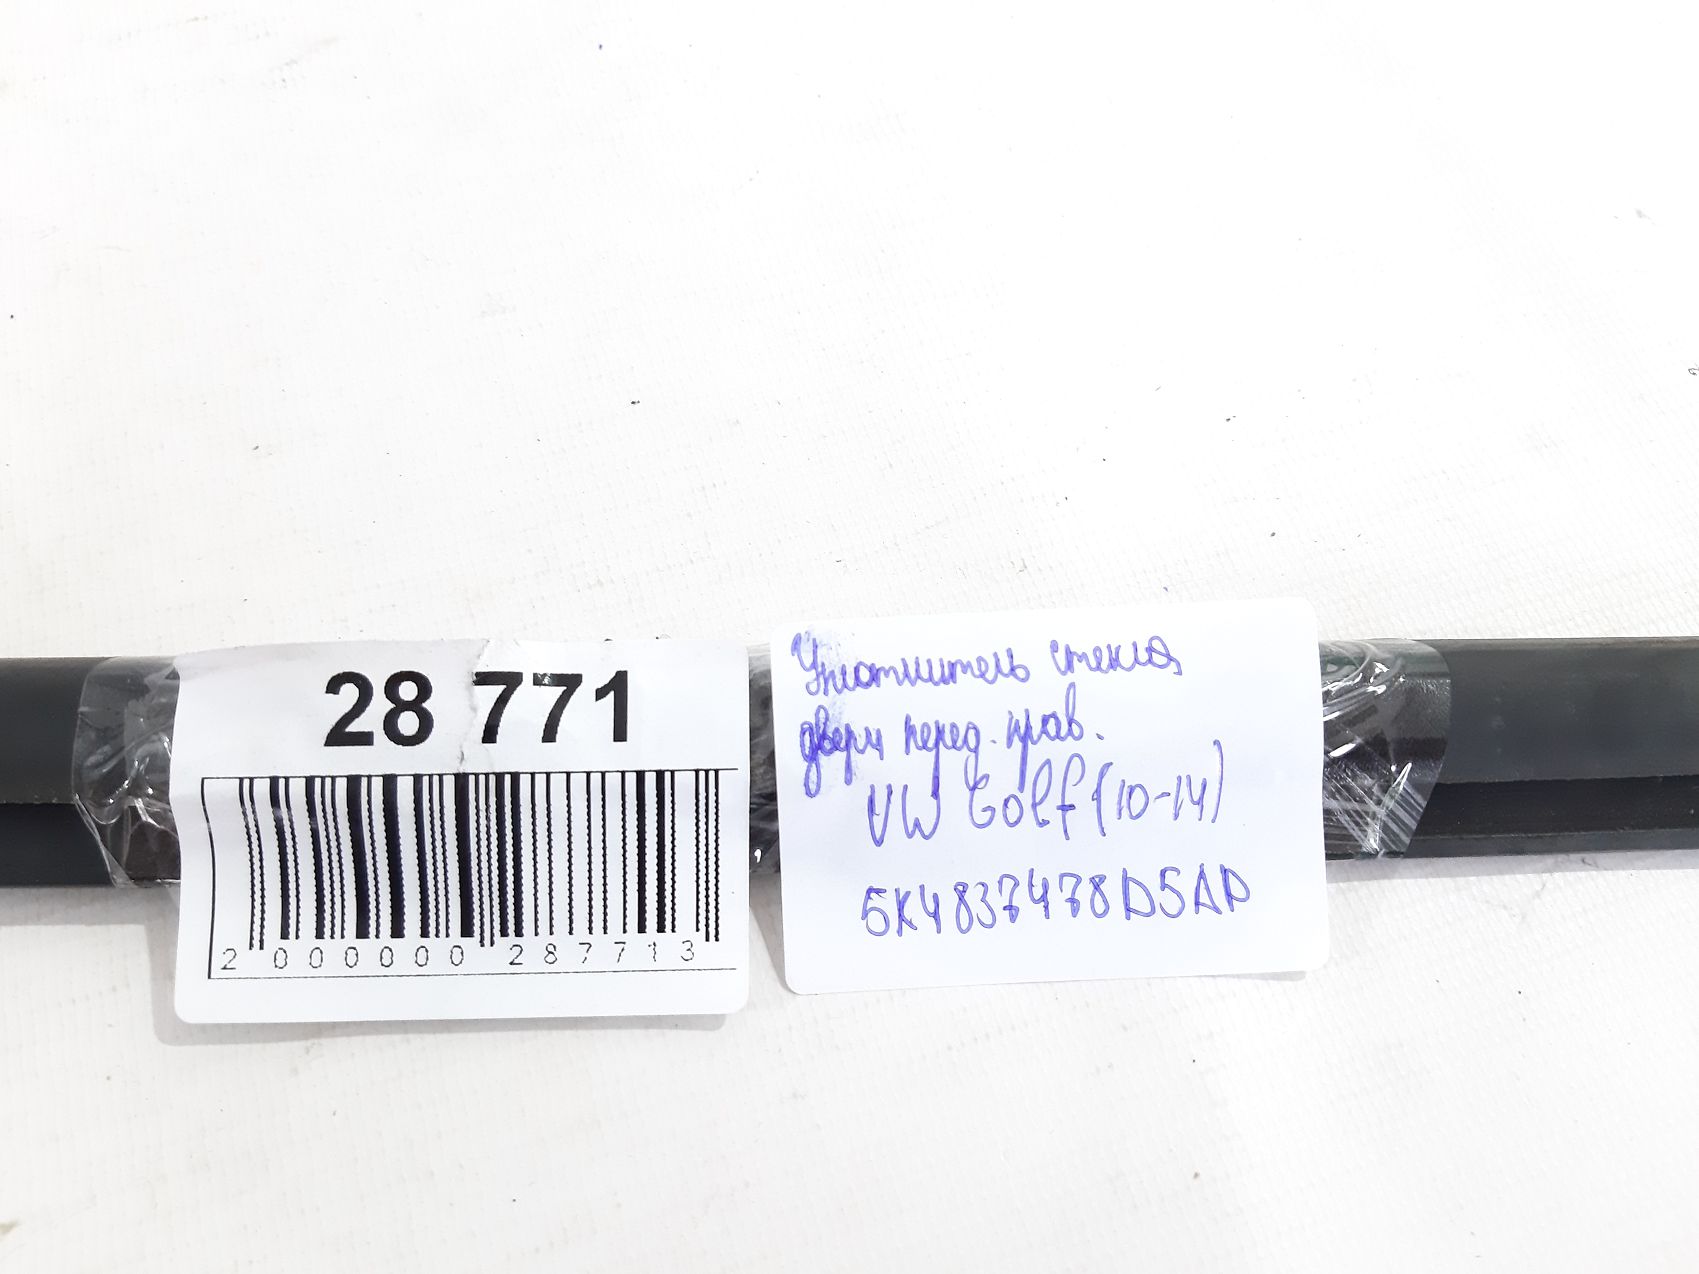 28 771
2 000000 287713
Уплотнитель стекла
двери перед. прав.
VW Golf (10-14)
5K4837478D5AP